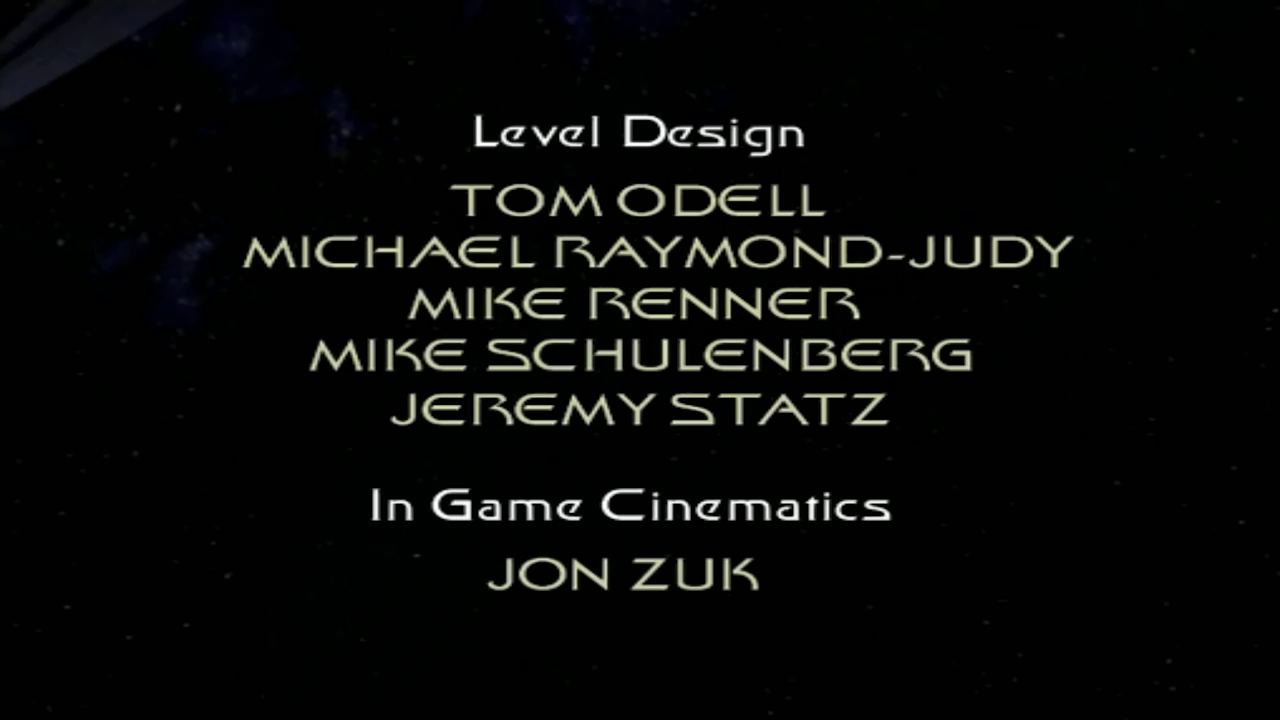 Level Design
TOM ODELL
MICHAEL RAYMOND-JUDY
MIKE RENNER
MIKE SCHULENBERG
JEREMY STATZ
In Game Cinematics
JON ZUK